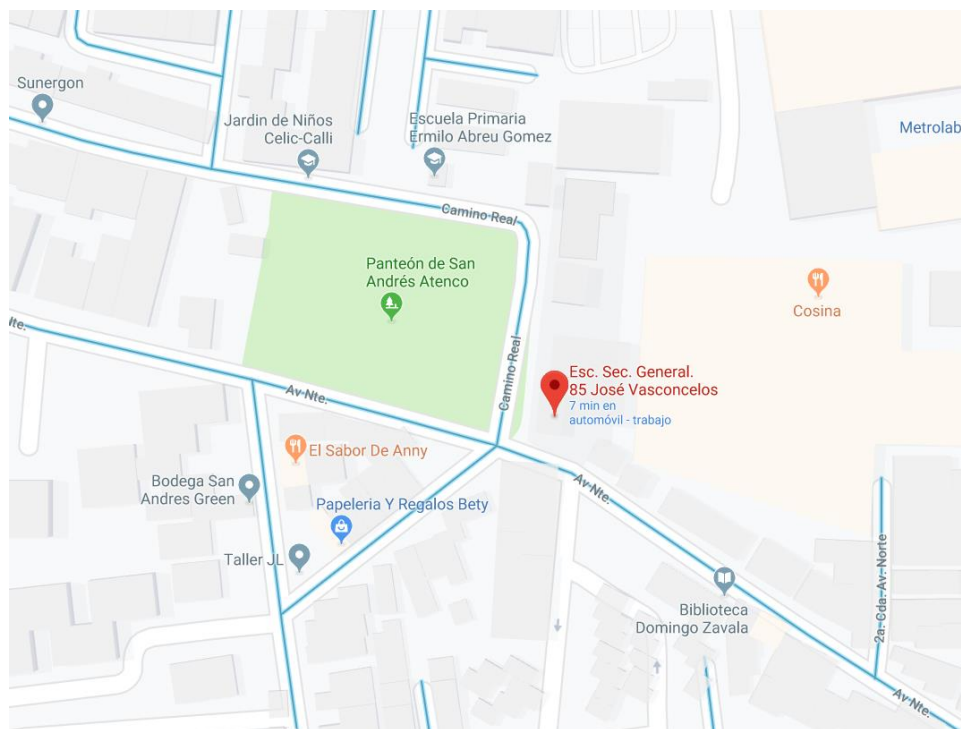 Sunergon
Jardin de Niños
Celic-Calli
Escuela Primaria
Ermilo Abreu Gomez
Metrolab
Camino Real
Panteón de San
Andrés Atenco
Cosina
Nte.
Camino Real
Esc. Sec. General.
85 José Vasconcelos
7 min en
automóvil - trabajo
Av Nte.
El Sabor De Anny
Bodega San
Andres Green
Papeleria Y Regalos Bety
Av Nte.
Taller JL
2a. Cda. Av. Norte
Biblioteca
Domingo Zavala
Av Nte.